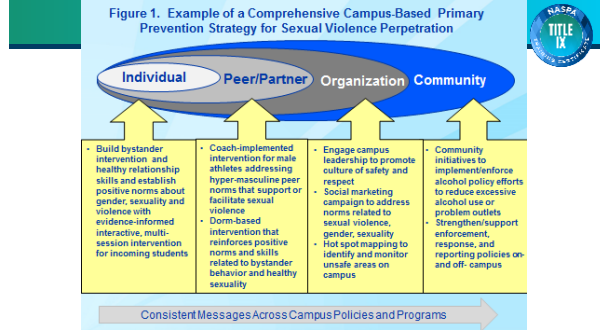 Figure 1. Example of a Comprehensive Campus-Based Primary
Prevention Strategy for Sexual Violence Perpetration
NASPA
TITLE
IX
TRAINING CERTIFICATE
Individual
Peer/Partner
Organization
Community
• Build bystander
intervention and
healthy relationship
skills and establish
positive norms about
gender, sexuality and
violence with
evidence-informed
interactive, multi-
session intervention
for incoming students
• Coach-implemented
intervention for male
athletes addressing
hyper-masculine peer
norms that support or
facilitate sexual
violence
• Dorm-based
intervention that
reinforces positive
norms and skills
related to bystander
behavior and healthy
sexuality
• Engage campus
leadership to promote
culture of safety and
respect
• Social marketing
campaign to address
norms related to
sexual violence,
gender, sexuality
• Hot spot mapping to
identify and monitor
unsafe areas on
campus
• Community
initiatives to
implement/enforce
alcohol policy efforts
to reduce excessive
alcohol use or
problem outlets
• Strengthen/support
enforcement,
response, and
reporting policies on-
and off- campus
Consistent Messages Across Campus Policies and Programs